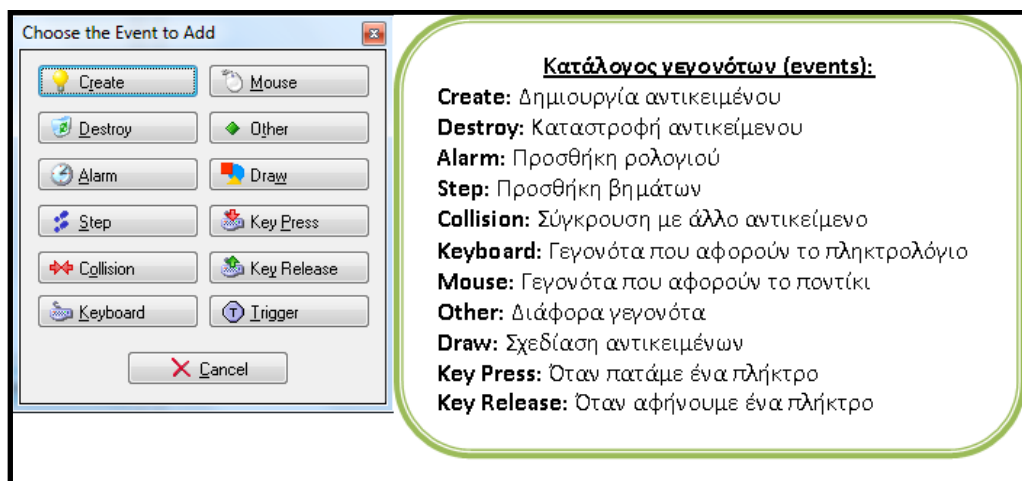 Choose the Event to Add
Create
Mouse
Destroy
Other
Alarm
Draw
Step
Key Press
Collision
Key Release
Keyboard
T Trigger
Cancel
Κατάλογος γεγονότων (events):
Create: Δημιουργία αντικειμένου
Destroy: Καταστροφή αντικείμενου
Alarm: Προσθήκη ρολογιού
Step: Προσθήκη βημάτων
Collision: Σύγκρουση με άλλο αντικείμενο
Keyboard: Γεγονότα που αφορούν το πληκτρολόγιο
Mouse: Γεγονότα που αφορούν το ποντίκι
Other: Διάφορα γεγονότα
Draw: Σχεδίαση αντικειμένων
Key Press: Όταν πατάμε ένα πλήκτρο
Key Release: Όταν αφήνουμε ένα πλήκτρο